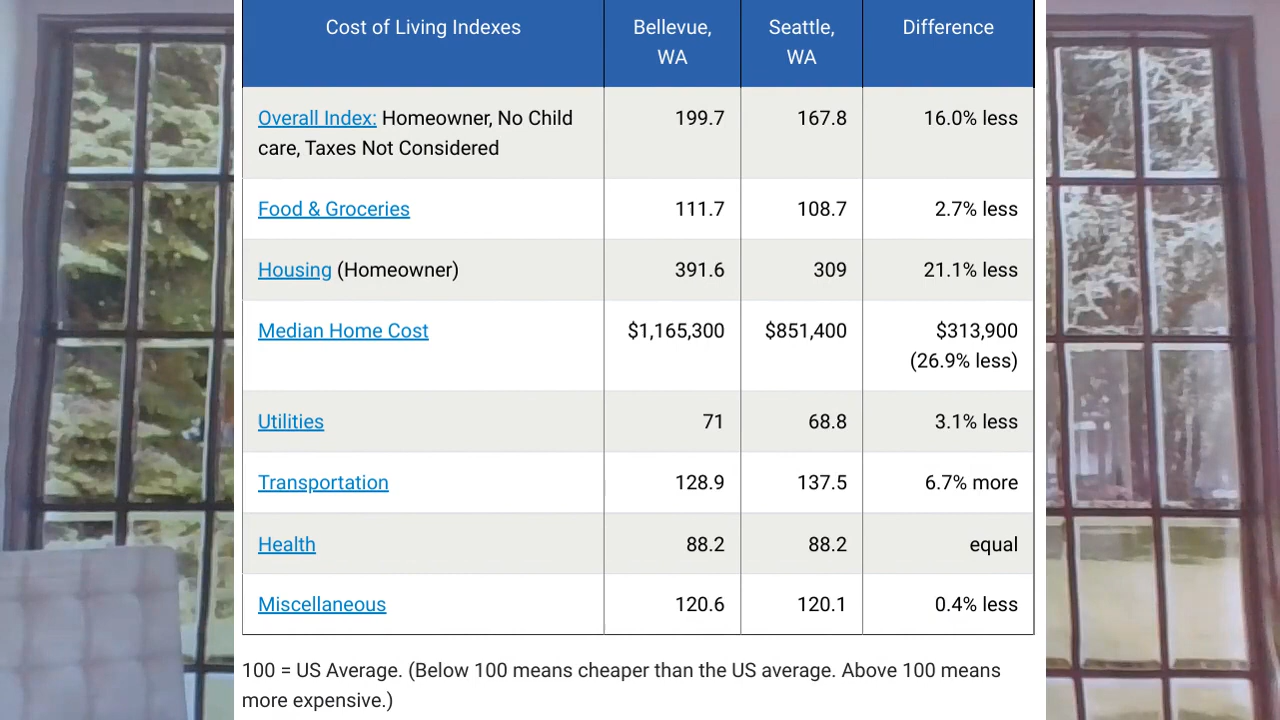 Cost of Living Indexes Bellevue, WA Seattle, WA Difference
Overall Index: Homeowner, No Child care, Taxes Not Considered 199.7 167.8 16.0% less
Food & Groceries 111.7 108.7 2.7% less
Housing (Homeowner) 391.6 309 21.1% less
Median Home Cost $1,165,300 $851,400 $313,900 (26.9% less)
Utilities 71 68.8 3.1% less
Transportation 128.9 137.5 6.7% more
Health 88.2 88.2 equal
Miscellaneous 120.6 120.1 0.4% less
100 = US Average. (Below 100 means cheaper than the US average. Above 100 means
more expensive.)